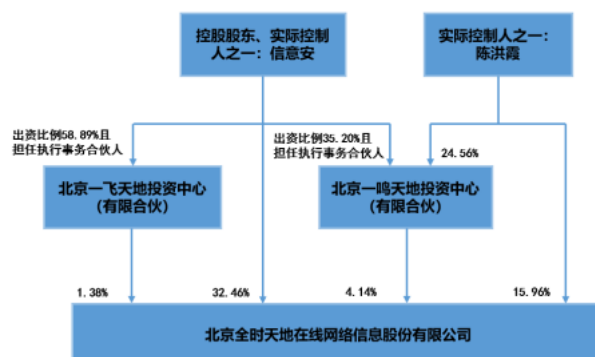 控股股东、实际控制
人之一：信意安
实际控制人之一：
陈洪霞
出资比例58.89%且
担任执行事务合伙人
出资比例35.20%且
担任执行事务合伙人
24.56%
北京一飞天地投资中心
（有限合伙）
北京一鸣天地投资中心
（有限合伙）
1.38%
32.46%
4.14%
15.96%
北京全时天地在线网络信息股份有限公司